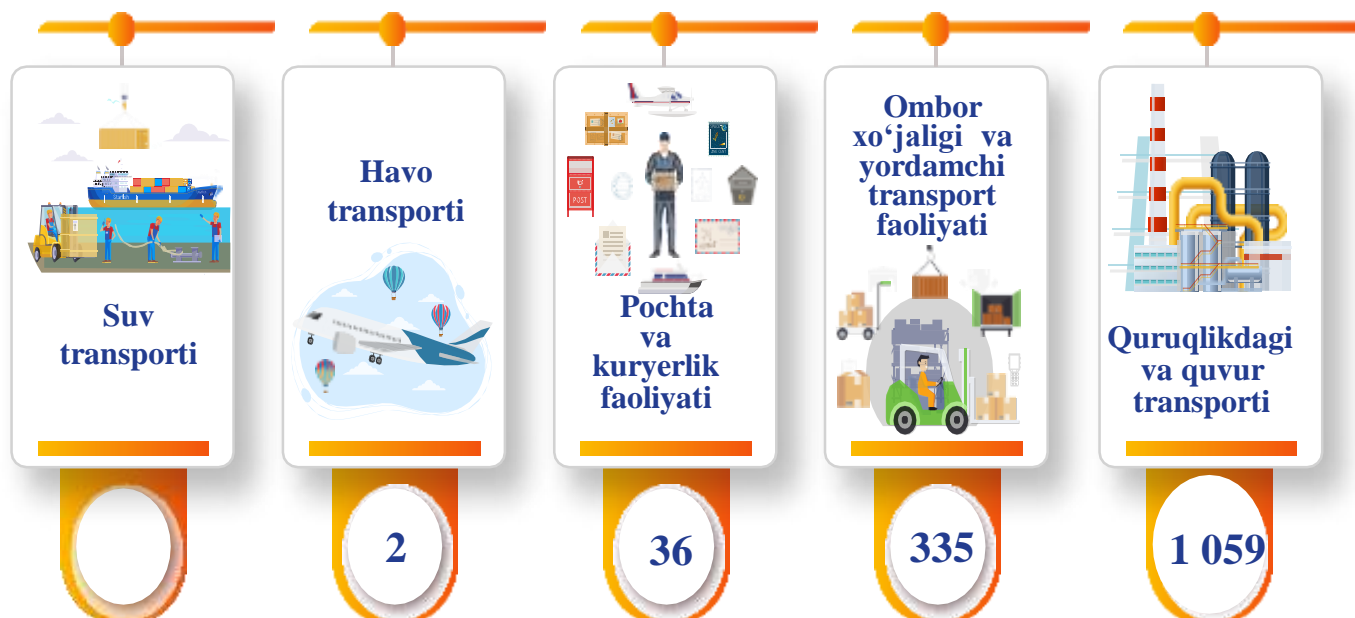 Suv
transporti
Havo
transporti
2
POST
Pochta
va
kuryerlik
faoliyati
36
Ombor
xo‘jaligi va
yordamchi
transport
faoliyati
335
Quruqlikdagi
va quvur
transporti
1 059